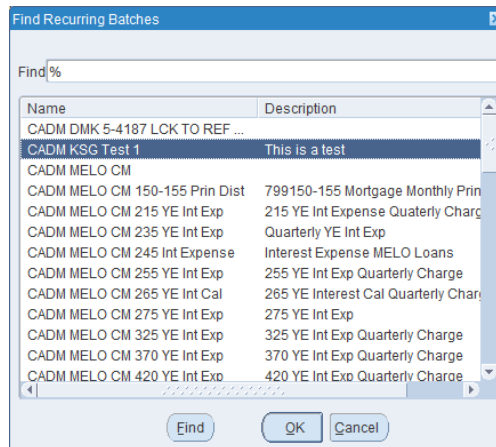 Find Recurring Batches
Find %
Name Description
CADM DMK 5-4187 LCK TO REF ...
CADM KSG Test 1 This is a test
CADM MELO CM
CADM MELO CM 150-155 Prin Dist 799150-155 Mortgage Monthly Prin
CADM MELO CM 215 YE Int Exp 215 YE Int Expense Quaterly Charg
CADM MELO CM 235 YE Int Exp Quarterly YE Int Exp
CADM MELO CM 245 Int Expense Interest Expense MELO Loans
CADM MELO CM 255 YE Int Exp 255 YE Int Exp Quarterly Charge
CADM MELO CM 265 YE Int Cal 265 YE Interest Cal Quarterly Charg
CADM MELO CM 275 YE Int Exp 275 YE Int Exp
CADM MELO CM 325 YE Int Exp 325 YE Int Exp Quarterly Charge
CADM MELO CM 370 YE Int Exp 370 YE Int Exp Quarterly Charge
CADM MELO CM 420 YE Int Exp 420 YE Int Exp Quarterly Charge
Find OK Cancel